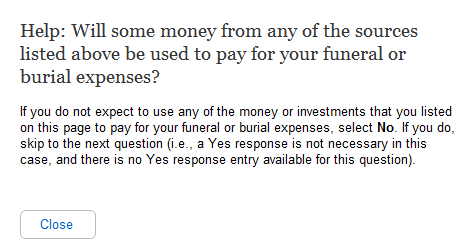 Help: Will some money from any of the sources
listed above be used to pay for your funeral or
burial expenses?
If you do not expect to use any of the money or investments that you listed
on this page to pay for your funeral or burial expenses, select No. If you do,
skip to the next question (i.e., a Yes response is not necessary in this
case, and there is no Yes response entry available for this question).
Close